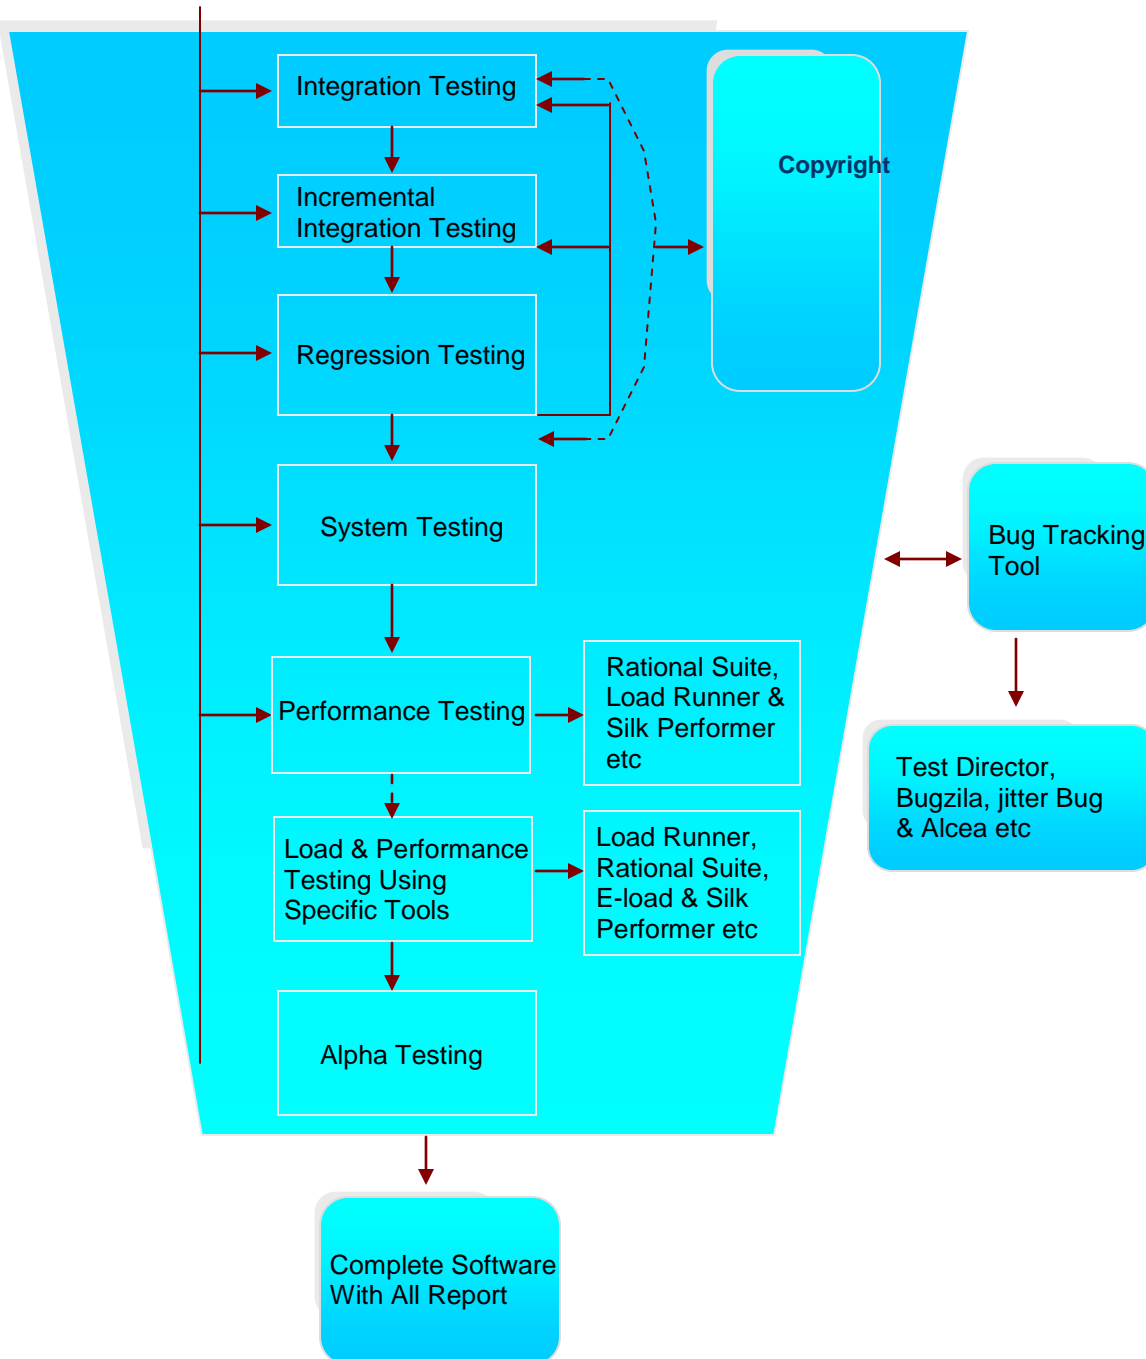 Integration Testing
Copyright
Incremental
Integration Testing
Regression Testing
System Testing
Bug Tracking
Tool
Performance Testing
Rational Suite,
Load Runner &
Silk Performer
etc
Test Director,
Bugzila, jitter Bug
& Alcea etc
Load & Performance
Testing Using
Specific Tools
Load Runner,
Rational Suite,
E-load & Silk
Performer etc
Alpha Testing
Complete Software
With All Report